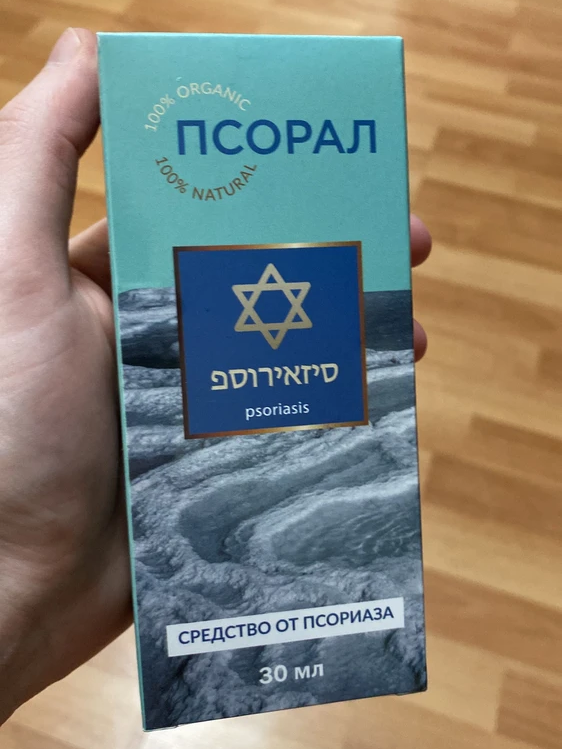 100% ORGANIC
ПСОРАЛ
100% NATURAL
סיזאירוספ
psoriasis
СРЕДСТВО ОТ ПСОРИАЗА
30 мл